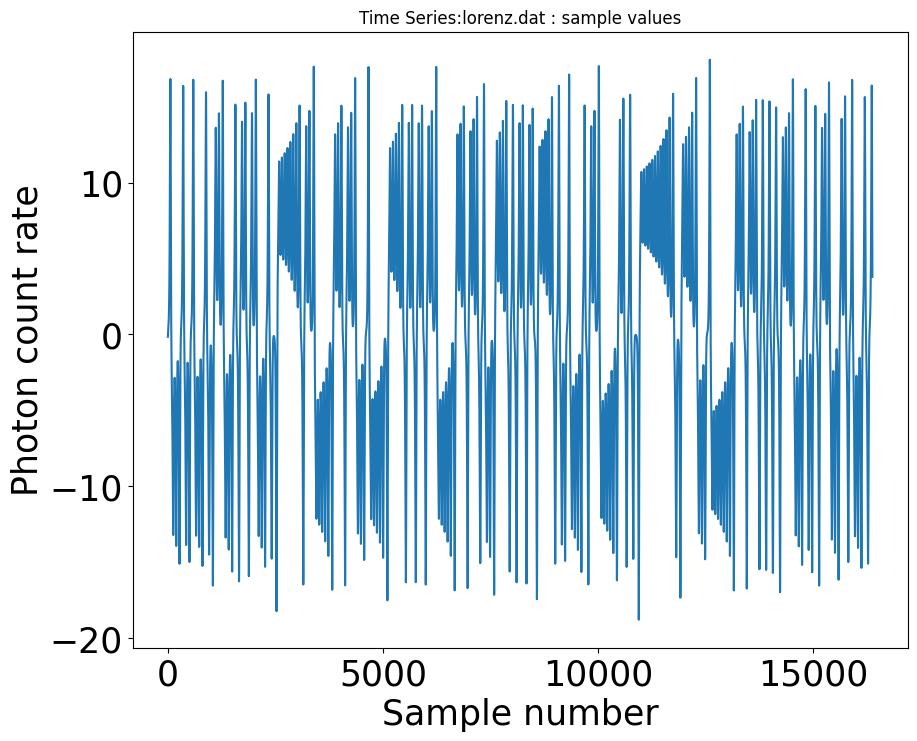 Time Series:lorenz.dat : sample values
Photon count rate
10
0
−10
−20
0 5000 10000 15000
Sample number